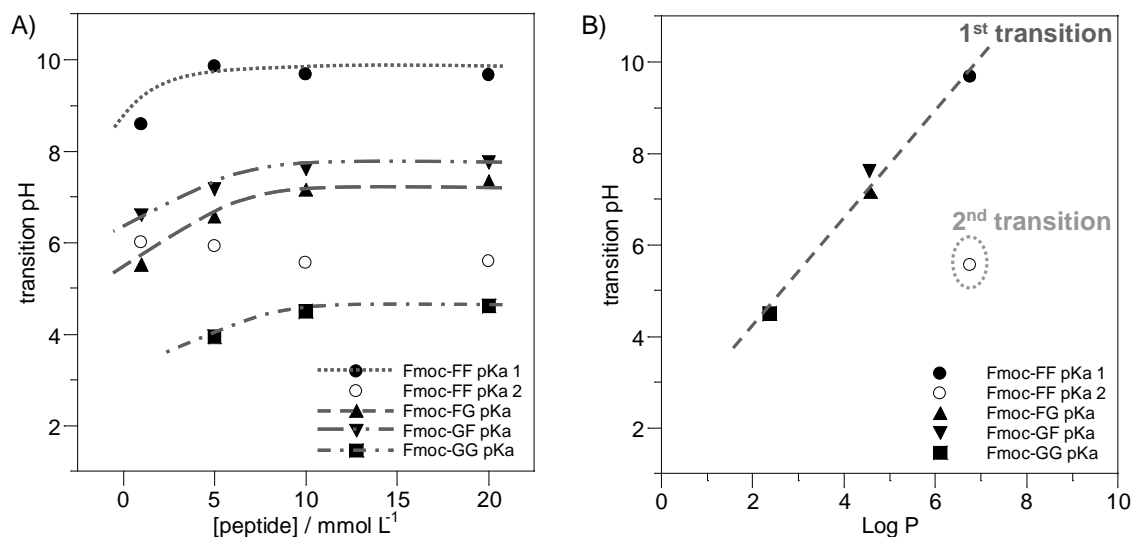 A)
transition pH
10
8
6
4
2
0
5
10
15
20
[peptide] / mmol L-1
Fmoc-FF pKa 1
Fmoc-FF pKa 2
Fmoc-FG pKa
Fmoc-GF pKa
Fmoc-GG pKa
B)
transition pH
10
8
6
4
2
0
2
4
6
8
10
Log P
1st transition
2nd transition
Fmoc-FF pKa 1
Fmoc-FF pKa 2
Fmoc-FG pKa
Fmoc-GF pKa
Fmoc-GG pKa